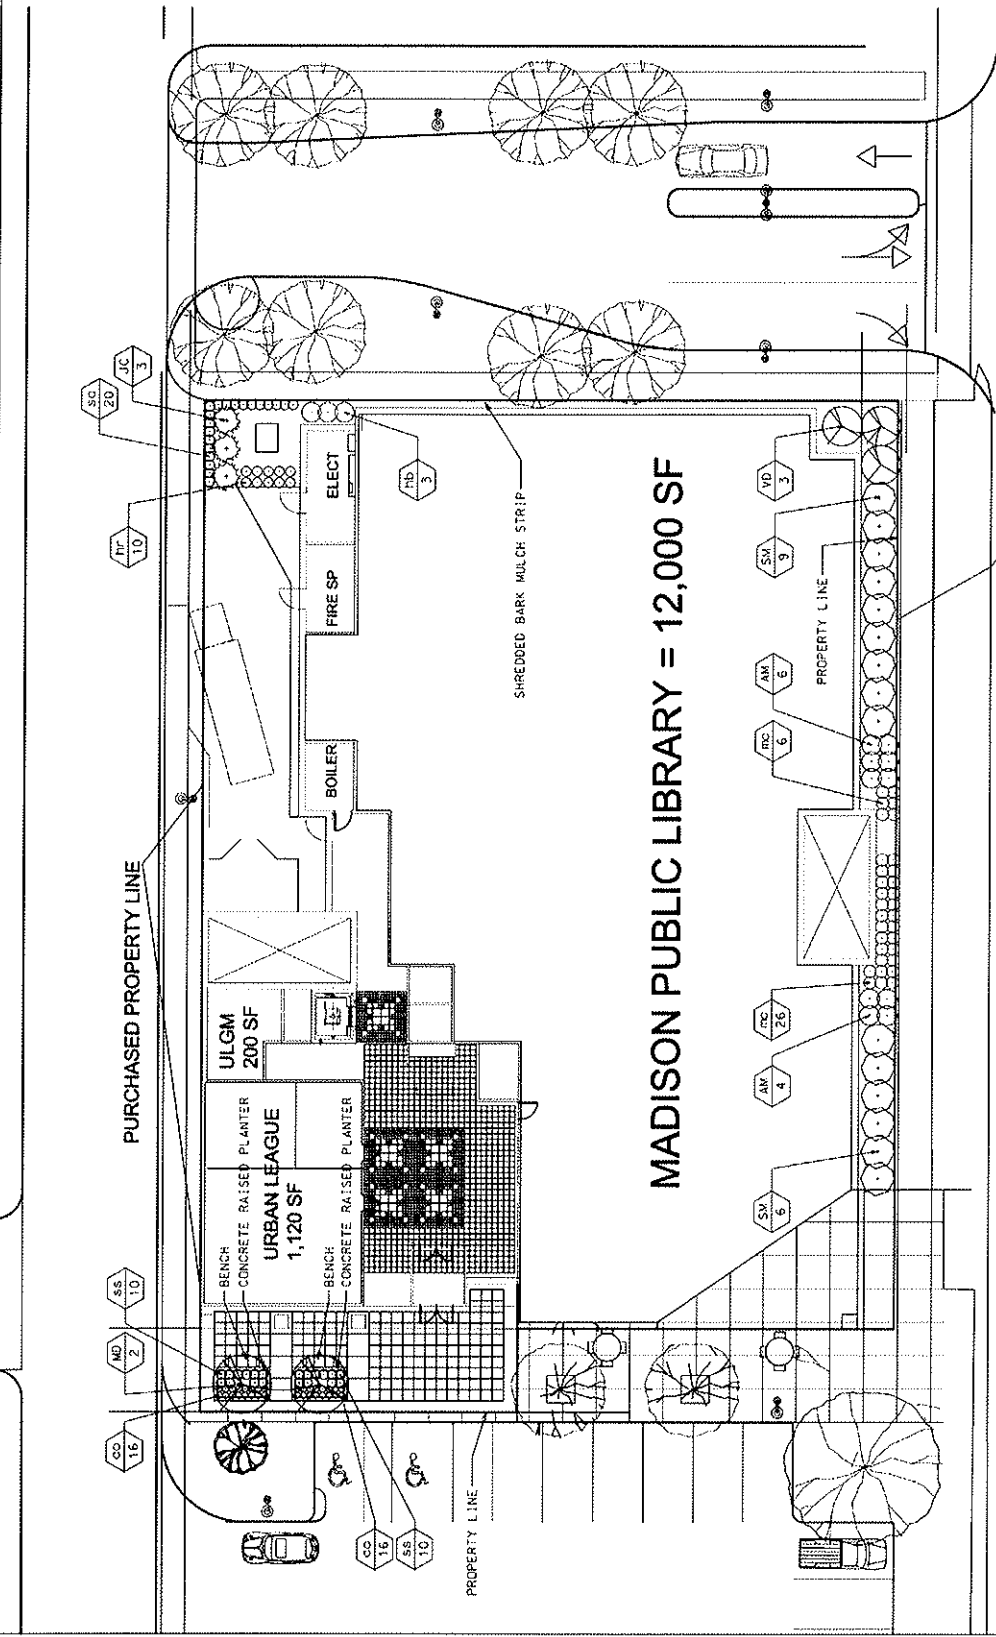 PURCHASED PROPERTY LINE
co
16
MD
2
ss
10
hr
10
sa
20
JC
3
BENCH
CONCRETE RAISED PLANTER
URBAN LEAGUE
1,120 SF
BENCH
CONCRETE RAISED PLANTER
ULGM
200 SF
BOILER
FIRE SP
ELECT
hb
3
co
16
ss
10
PROPERTY LINE
SHREDDED BARK MULCH STRIP
MADISON PUBLIC LIBRARY = 12,000 SF
SM
6
AM
4
mc
26
mc
6
AM
6
SM
9
VD
3
PROPERTY LINE